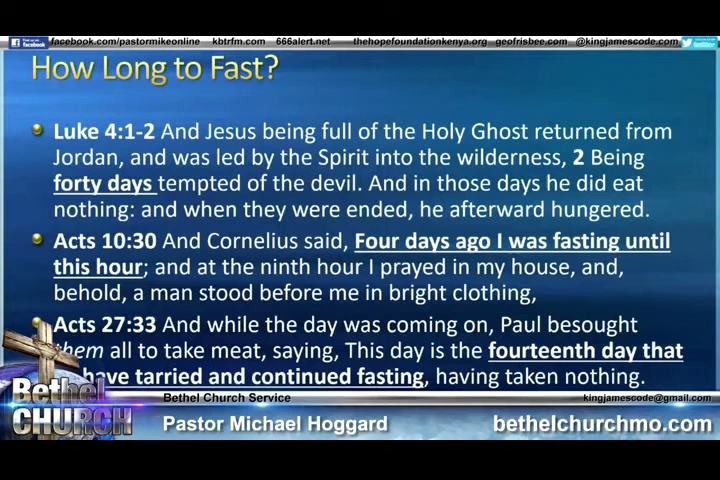 Find us on facebook facebook.com/pastormikeonline kbtrfm.com 666alert.net thehopefoundationkenya.org geofrisbee.com @kingjamescode.com twitter
How Long to Fast?
Luke 4:1-2 And Jesus being full of the Holy Ghost returned from
Jordan, and was led by the Spirit into the wilderness, 2 Being
forty days tempted of the devil. And in those days he did eat
nothing: and when they were ended, he afterward hungered.
Acts 10:30 And Cornelius said, Four days ago I was fasting until
this hour; and at the ninth hour I prayed in my house, and,
behold, a man stood before me in bright clothing,
Acts 27:33 And while the day was coming on, Paul besought
them all to take meat, saying, This day is the fourteenth day that
have tarried and continued fasting, having taken nothing.
Bethel CHURCH
Bethel Church Service kingjamescode@gmail.com
Pastor Michael Hoggard bethelchurchmo.com